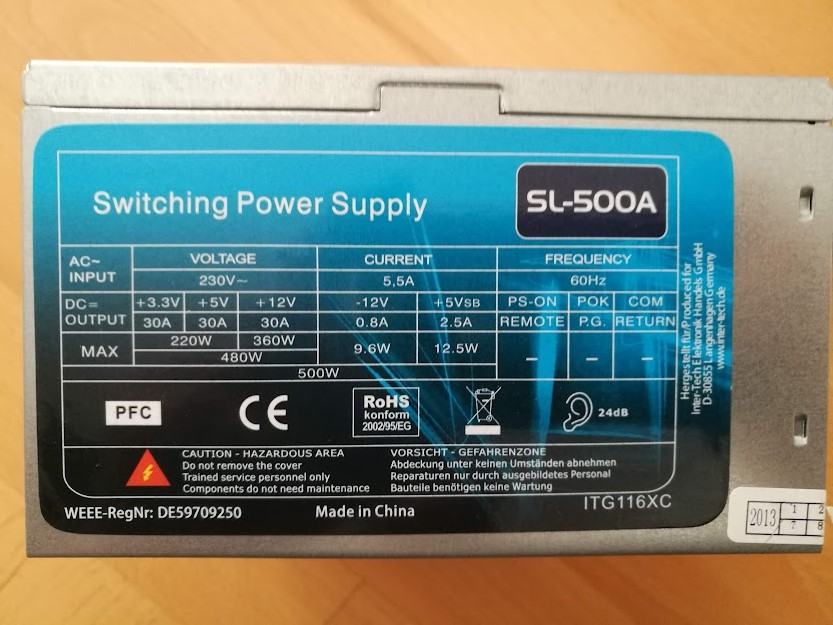 Switching Power Supply
SL-500A
AC~ INPUT VOLTAGE CURRENT FREQUENCY
230V~ 5,5A 60Hz
DC= OUTPUT +3.3V +5V +12V -12V +5VSB PS-ON POK COM
30A 30A 30A 0.8A 2.5A REMOTE P.G. RETURN
MAX 220W 360W 9.6W 12.5W – – –
480W
500W
PFC
CE
RoHS
konform
2002/95/EG
24dB
CAUTION - HAZARDOUS AREA
Do not remove the cover
Trained service personnel only
Components do not need maintenance
VORSICHT - GEFAHRENZONE
Abdeckung unter keinen Umständen abnehmen
Reparaturen nur durch ausgebildetes Personal
Bauteile benötigen keine Wartung
WEEE-RegNr: DE59709250
Made in China
ITG116XC
Hergestellt für/Produced for
Inter-Tech Elektronik Handels GmbH
D-30855 Langenhagen Germany
www.inter-tech.de
2013 1 2
7 8